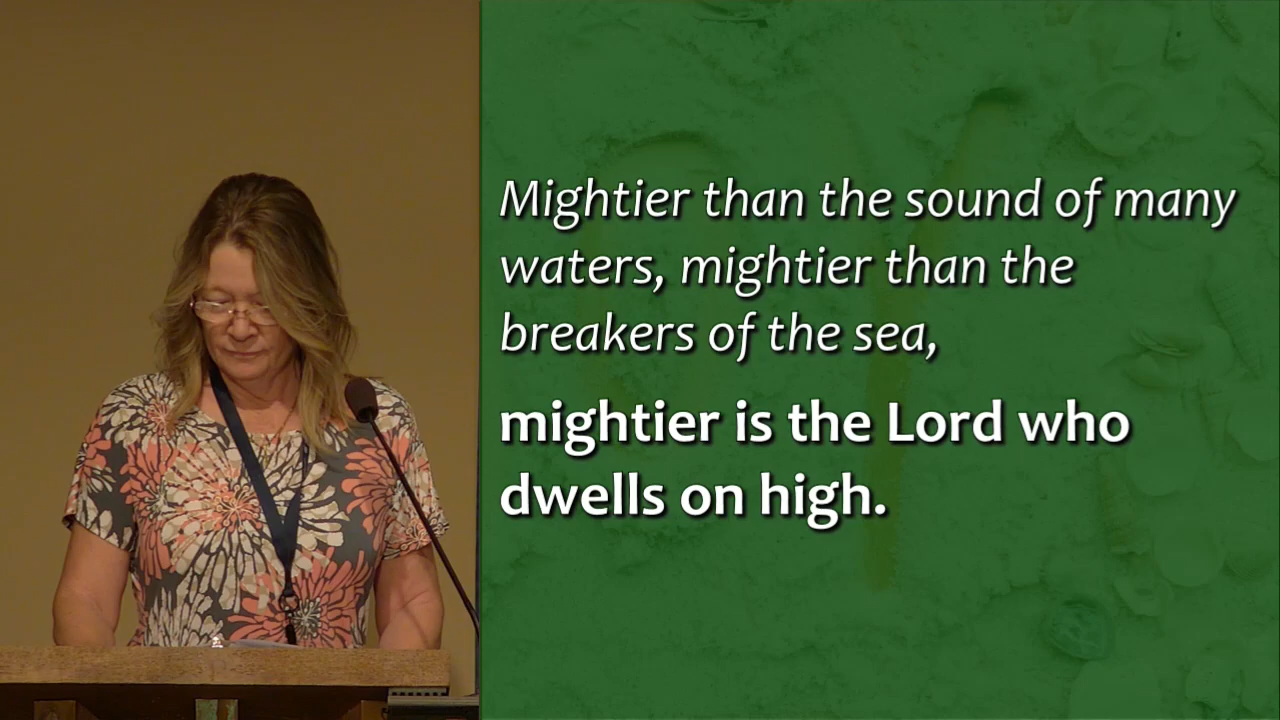 Mightier than the sound of many
waters, mightier than the
breakers of the sea,
mightier is the Lord who
dwells on high.